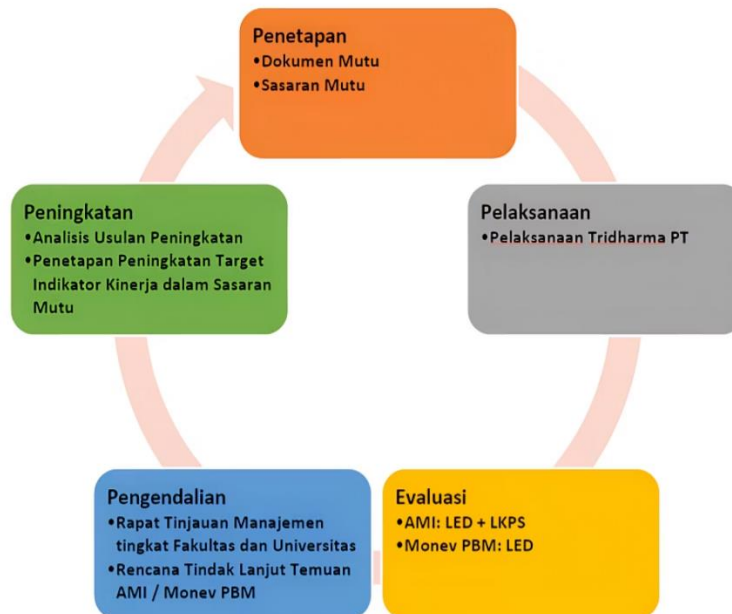 Penetapan
•Dokumen Mutu
•Sasaran Mutu
Pelaksanaan
•Pelaksanaan Tridharma PT
Evaluasi
•AMI: LED + LKPS
•Monev PBM: LED
Pengendalian
•Rapat Tinjauan Manajemen
tingkat Fakultas dan Universitas
•Rencana Tindak Lanjut Temuan
AMI / Monev PBM
Peningkatan
•Analisis Usulan Peningkatan
•Penetapan Peningkatan Target
Indikator Kinerja dalam Sasaran
Mutu